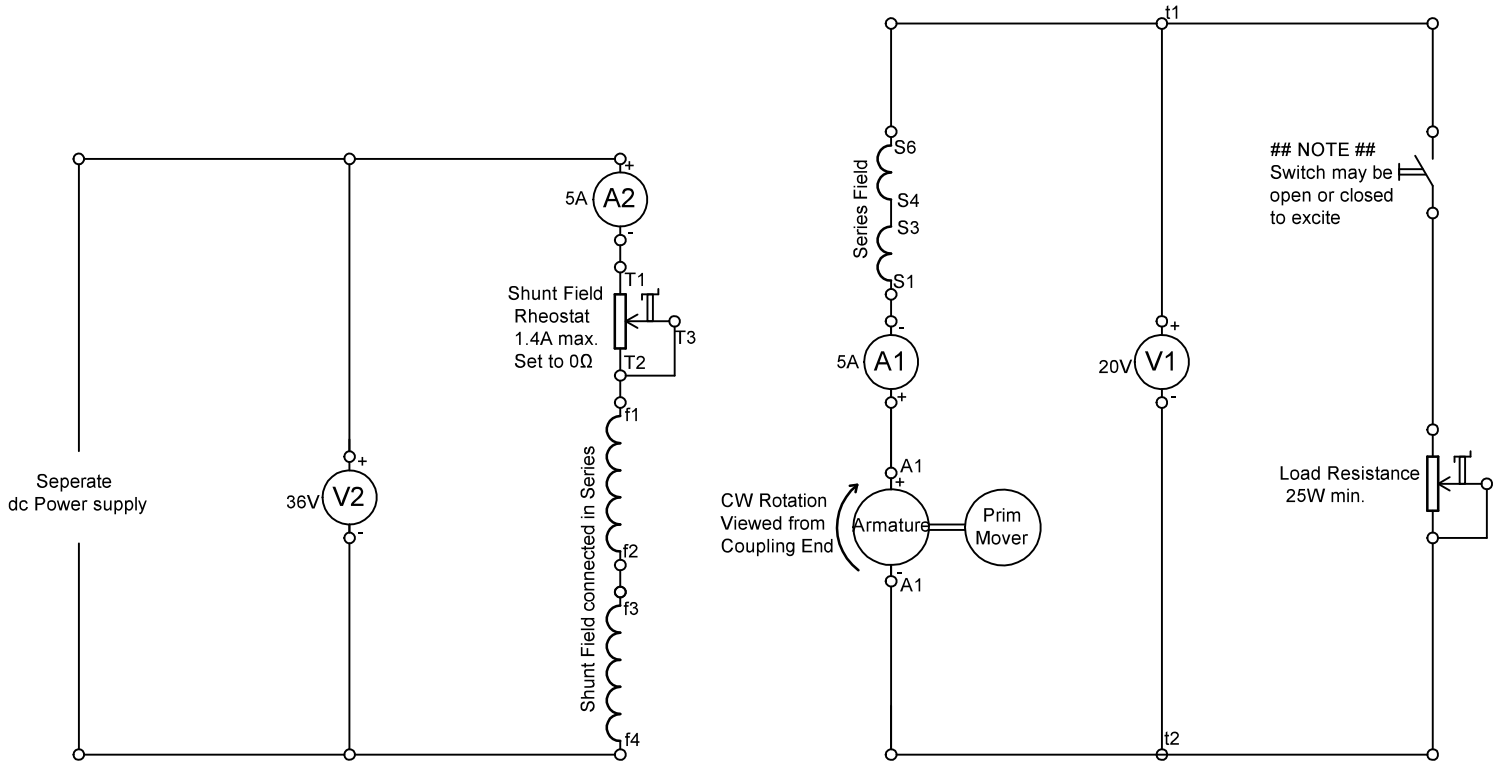 Seperate
dc Power supply
+
V2
36V
-
+
5A
A2
-
T1
Shunt Field
Rheostat
1.4A max.
Set to 0Ω
T3
T2
f1
Shunt Field connected in Series
f2
f3
f4
t1
S6
Series Field
S4
S3
S1
-
5A
A1
+
A1
+
CW Rotation
Viewed from
Coupling End
Armature
Prim
Mover
-
A1
+
20V
V1
-
t2
## NOTE ##
Switch may be
open or closed
to excite
Load Resistance
25W min.